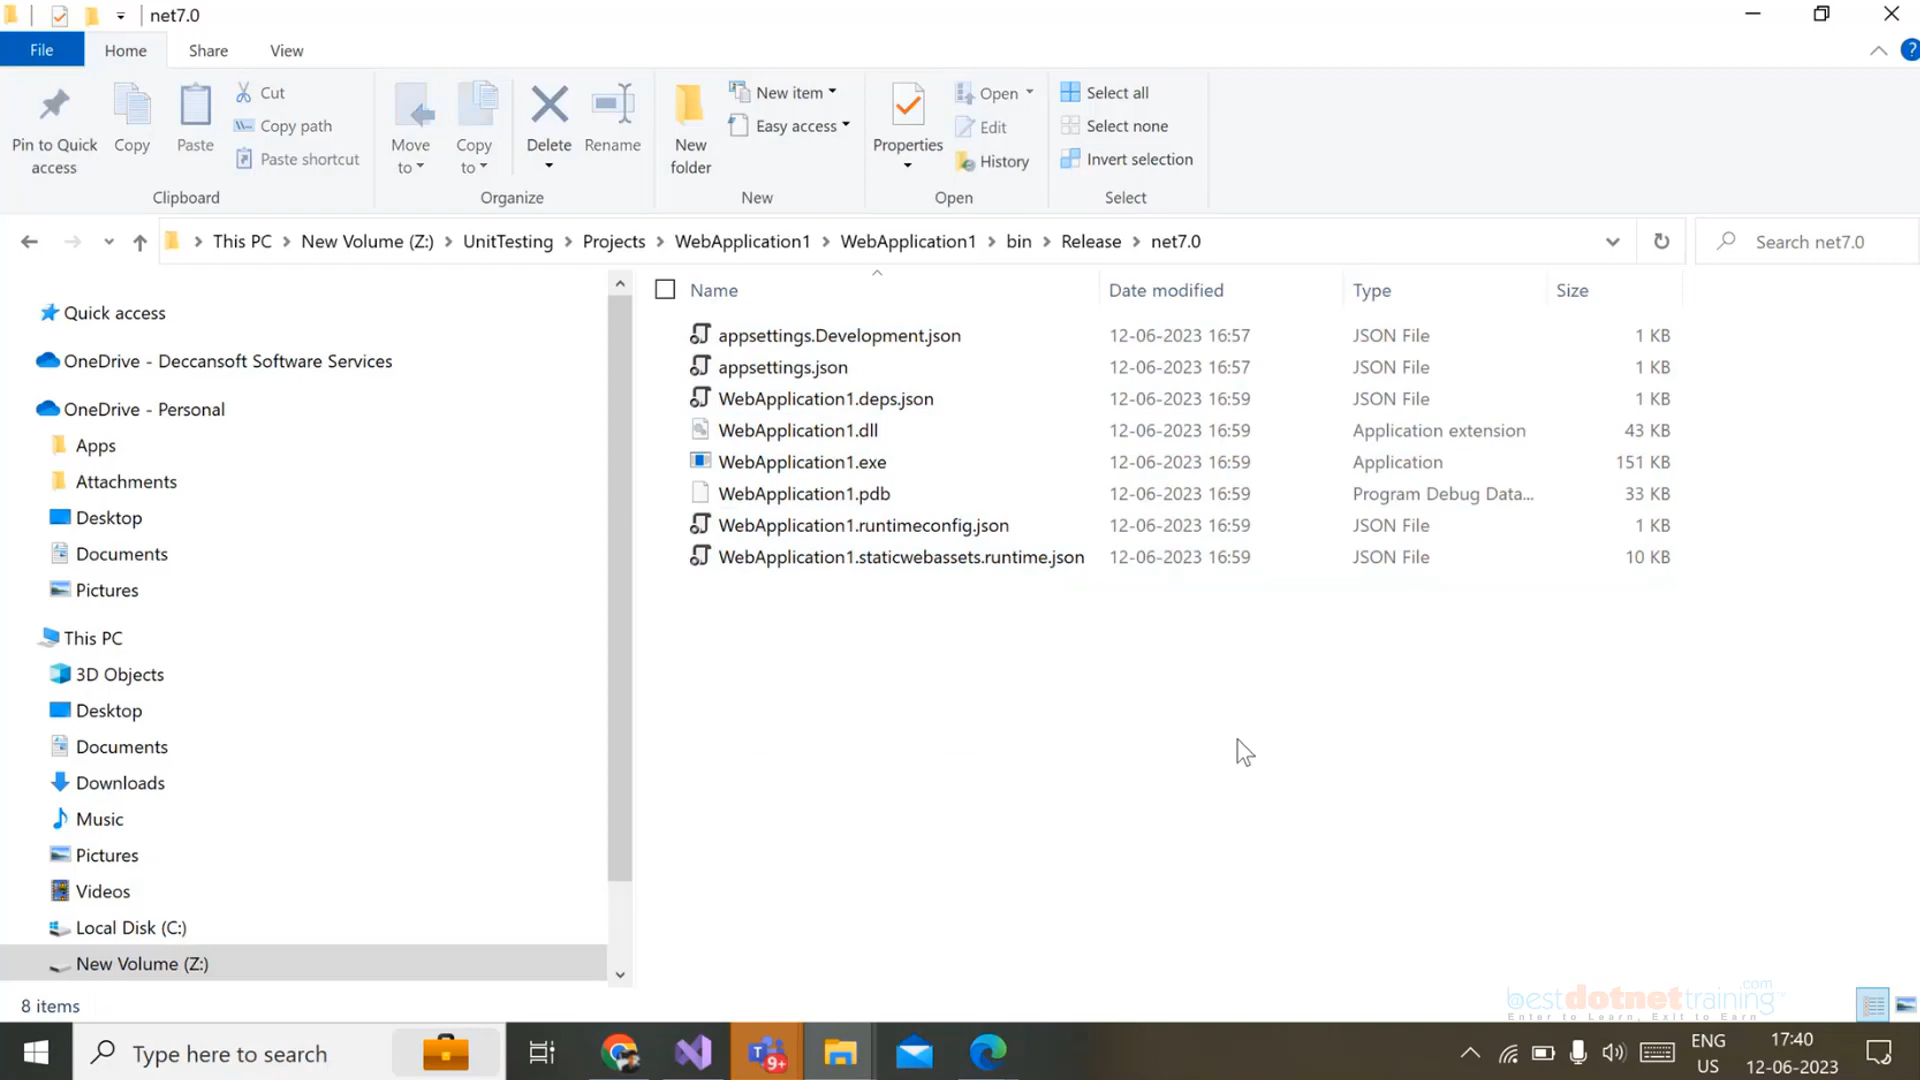 net7.0
File Home Share View
Pin to Quick access
Copy
Paste
Cut
Copy path
Paste shortcut
Clipboard
Move to
Copy to
Delete
Rename
Organize
New folder
New item
Easy access
New
Properties
Open
Edit
History
Open
Select all
Select none
Invert selection
Select
This PC > New Volume (Z:) > UnitTesting > Projects > WebApplication1 > WebApplication1 > bin > Release > net7.0
Search net7.0
Quick access
OneDrive - Deccansoft Software Services
OneDrive - Personal
Apps
Attachments
Desktop
Documents
Pictures
This PC
3D Objects
Desktop
Documents
Downloads
Music
Pictures
Videos
Local Disk (C:)
New Volume (Z:)
Name Date modified Type Size
appsettings.Development.json 12-06-2023 16:57 JSON File 1 KB
appsettings.json 12-06-2023 16:57 JSON File 1 KB
WebApplication1.deps.json 12-06-2023 16:59 JSON File 1 KB
WebApplication1.dll 12-06-2023 16:59 Application extension 43 KB
WebApplication1.exe 12-06-2023 16:59 Application 151 KB
WebApplication1.pdb 12-06-2023 16:59 Program Debug Data... 33 KB
WebApplication1.runtimeconfig.json 12-06-2023 16:59 JSON File 1 KB
WebApplication1.staticwebassets.runtime.json 12-06-2023 16:59 JSON File 10 KB
8 items
bestdotnettraining.com™
Enter to Learn, Exit to Earn
Type here to search
9+
ENG
US
17:40
12-06-2023